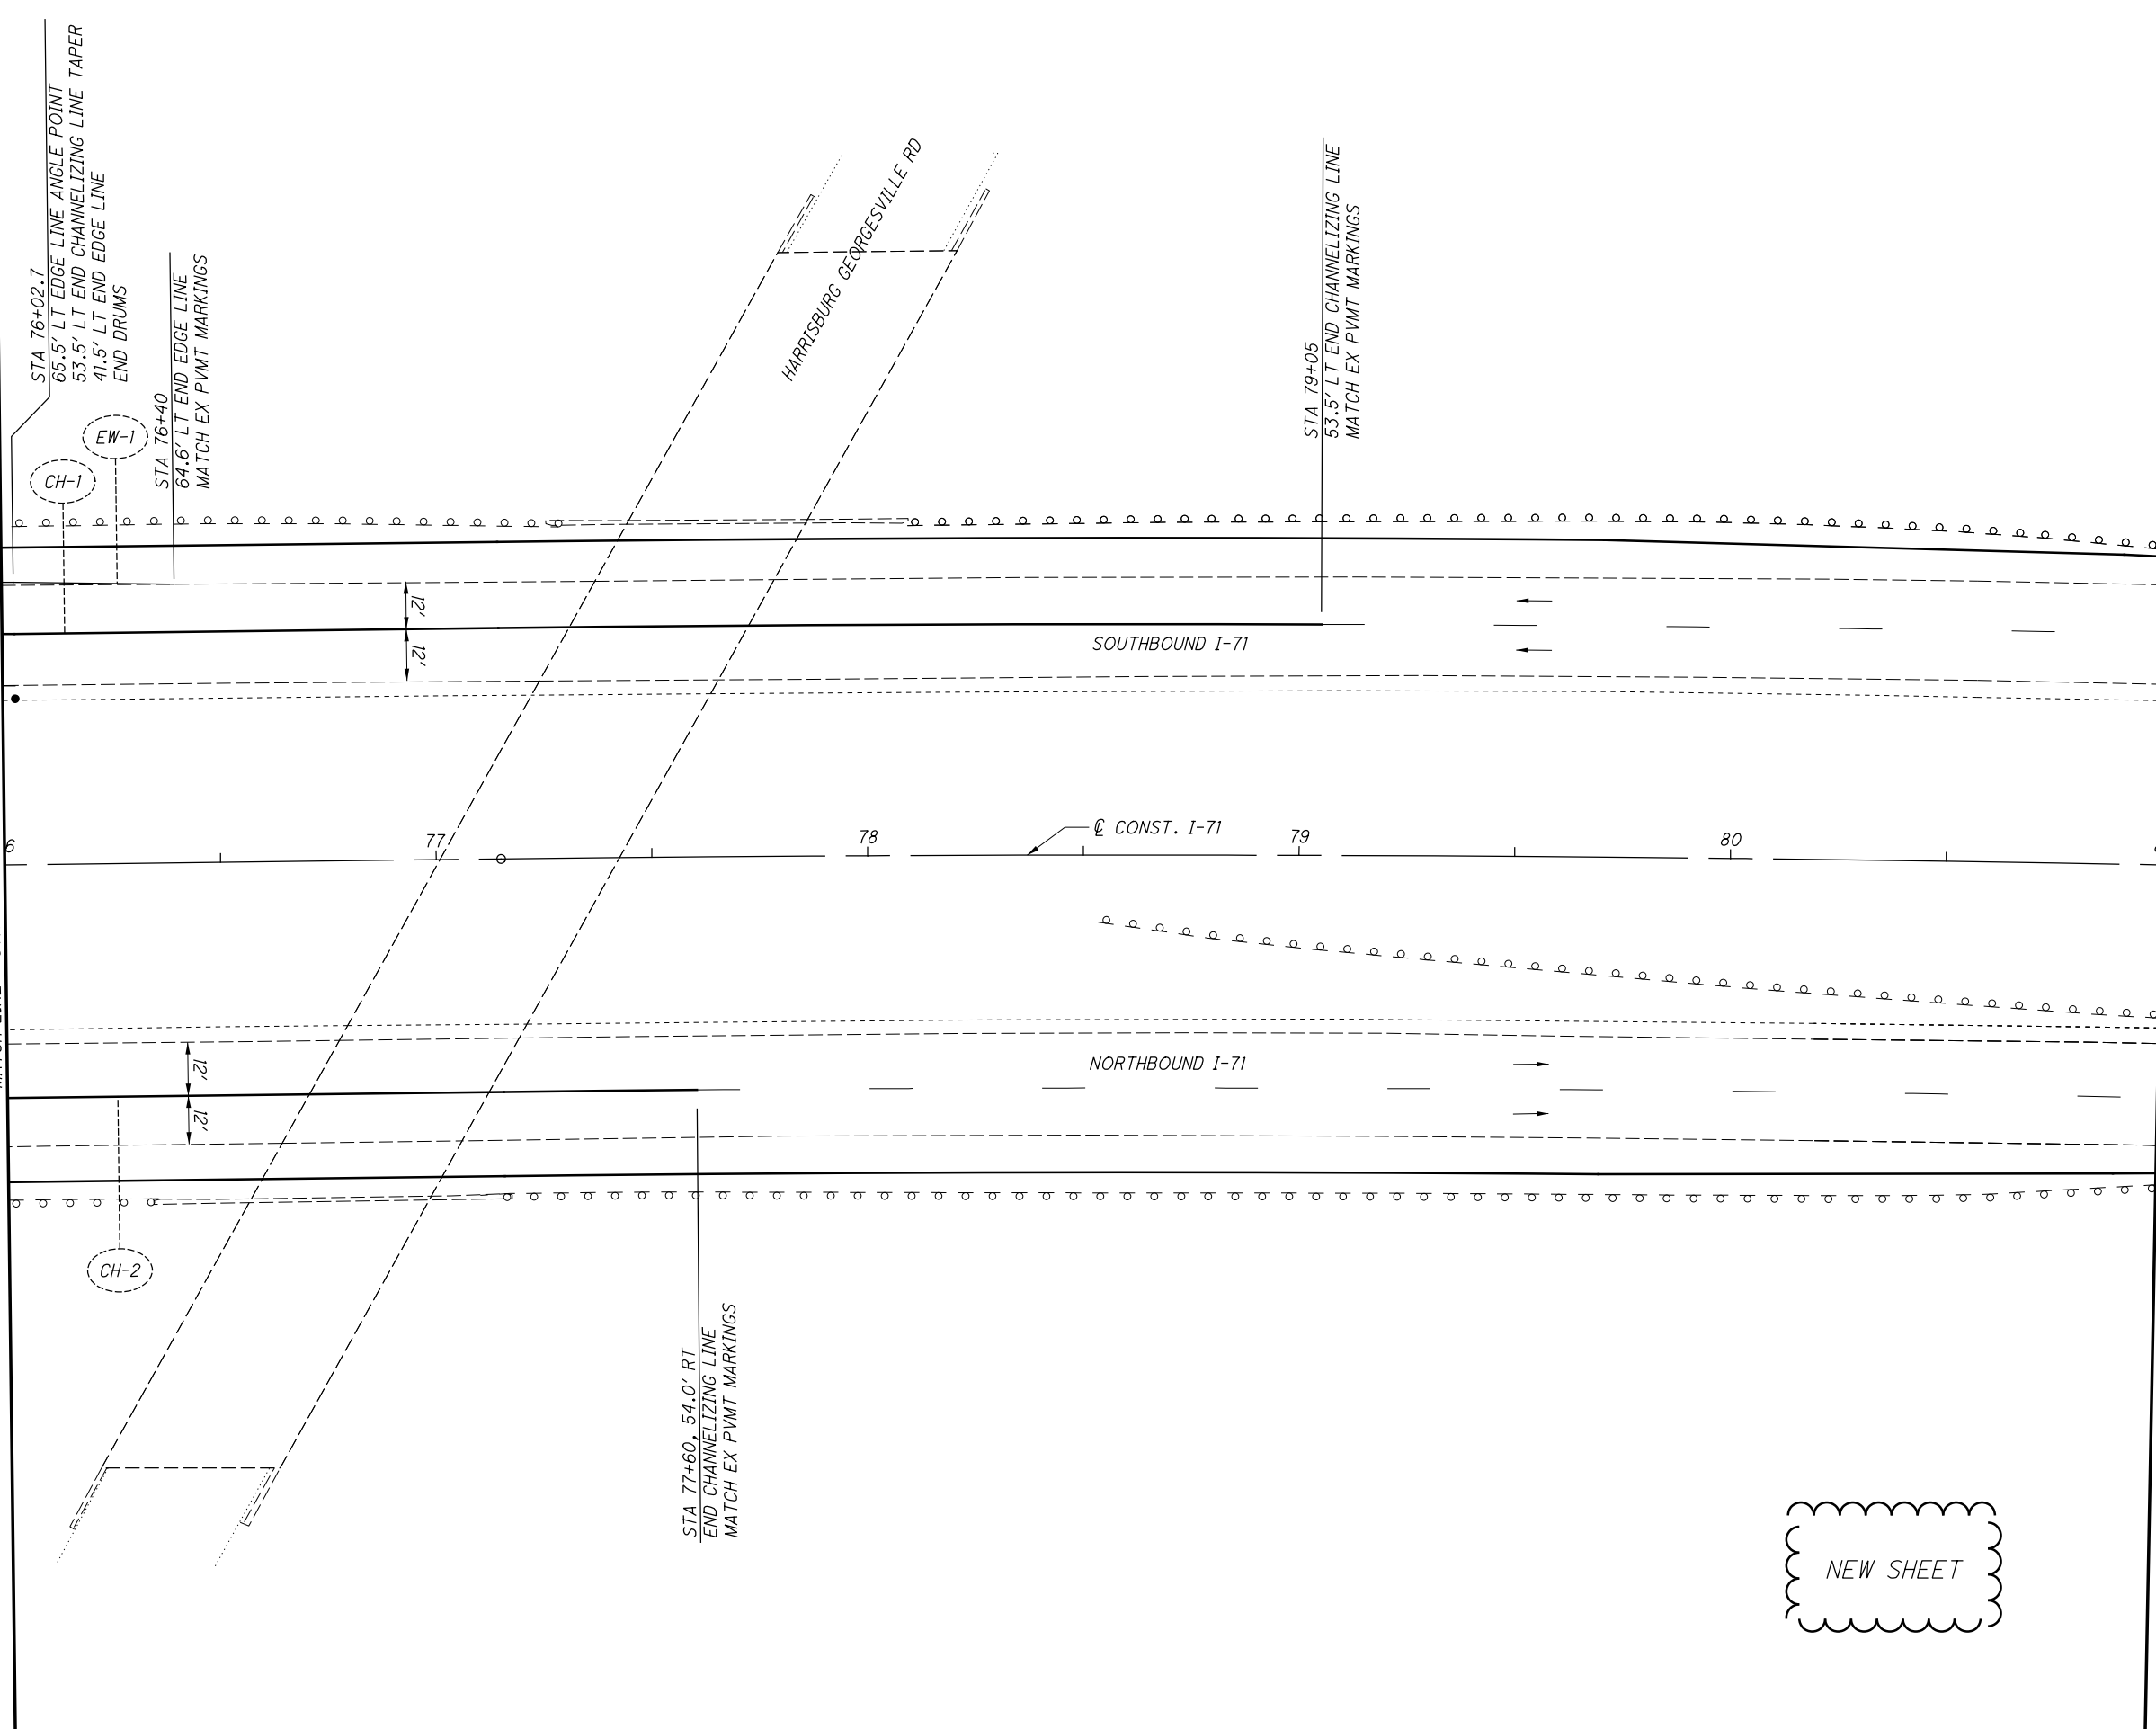 STA 76+02.7
65.5' LT EDGE LINE ANGLE POINT
53.5' LT END CHANNELIZING LINE TAPER
41.5' LT END EDGE LINE
END DRUMS
EW-1
CH-1
STA 76+40
64.6' LT END EDGE LINE
MATCH EX PVMT MARKINGS
HARRISBURG GEORGESVILLE RD
STA 79+05
53.5' LT END CHANNELIZING LINE
MATCH EX PVMT MARKINGS
12'
12'
SOUTHBOUND I-71
6
77
78
℄ CONST. I-71
79
80
12'
12'
NORTHBOUND I-71
CH-2
STA 77+60, 54.0' RT
END CHANNELIZING LINE
MATCH EX PVMT MARKINGS
NEW SHEET